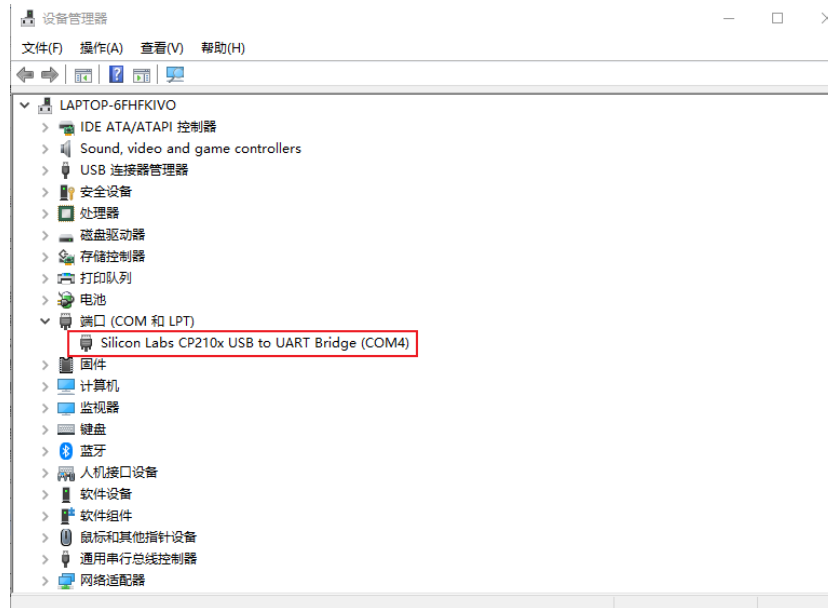 设备管理器
文件(F) 操作(A) 查看(V) 帮助(H)
LAPTOP-6FHFKIVO
IDE ATA/ATAPI 控制器
Sound, video and game controllers
USB 连接器管理器
安全设备
处理器
磁盘驱动器
存储控制器
打印队列
电池
端口 (COM 和 LPT)
Silicon Labs CP210x USB to UART Bridge (COM4)
固件
计算机
监视器
键盘
蓝牙
人机接口设备
软件设备
软件组件
鼠标和其他指针设备
通用串行总线控制器
网络适配器